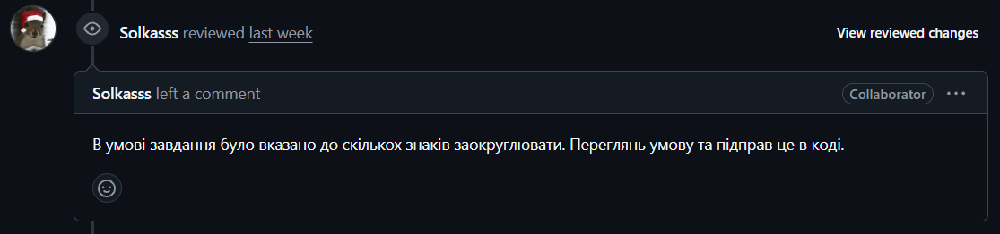 Solkasss reviewed last week
View reviewed changes
Solkasss left a comment
Collaborator
В умові завдання було вказано до скількох знаків заокруглювати. Переглянь умову та підправ це в коді.